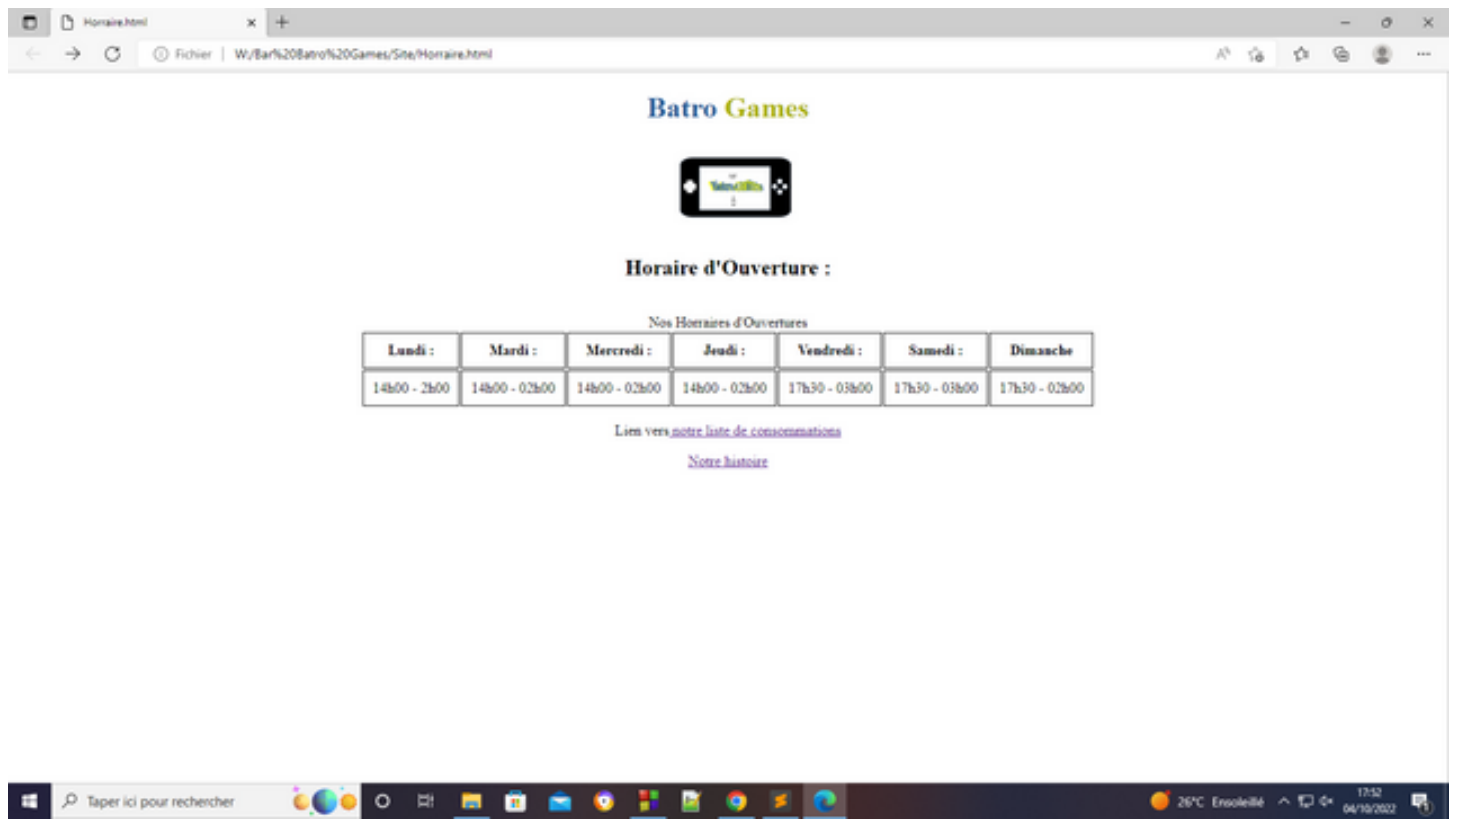 Horraire.html
Fichier | W:/Bar%20Batro%20Games/Site/Horraire.html
Batro Games
Horaire d'Ouverture :
Nos Horraires d'Ouvertures
Lundi : Mardi : Mercredi : Jeudi : Vendredi : Samedi : Dimanche
14h00 - 2h00 14h00 - 02h00 14h00 - 02h00 14h00 - 02h00 17h30 - 03h00 17h30 - 03h00 17h30 - 02h00
Lien vers notre liste de consommations
Notre histoire
Taper ici pour rechercher
26°C Ensoleillé
17:52
04/10/2022